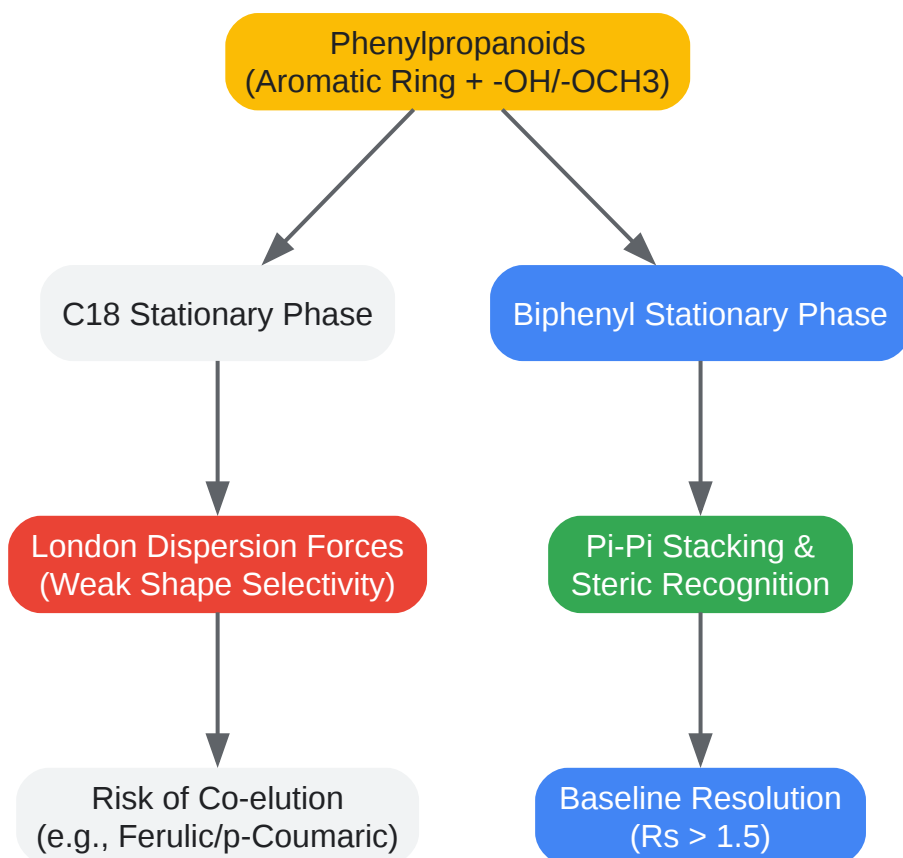 Phenylpropanoids
(Aromatic Ring + -OH/-OCH3)
C18 Stationary Phase
Biphenyl Stationary Phase
London Dispersion Forces
(Weak Shape Selectivity)
Pi-Pi Stacking &
Steric Recognition
Risk of Co-elution
(e.g., Ferulic/p-Coumaric)
Baseline Resolution
(Rs > 1.5)